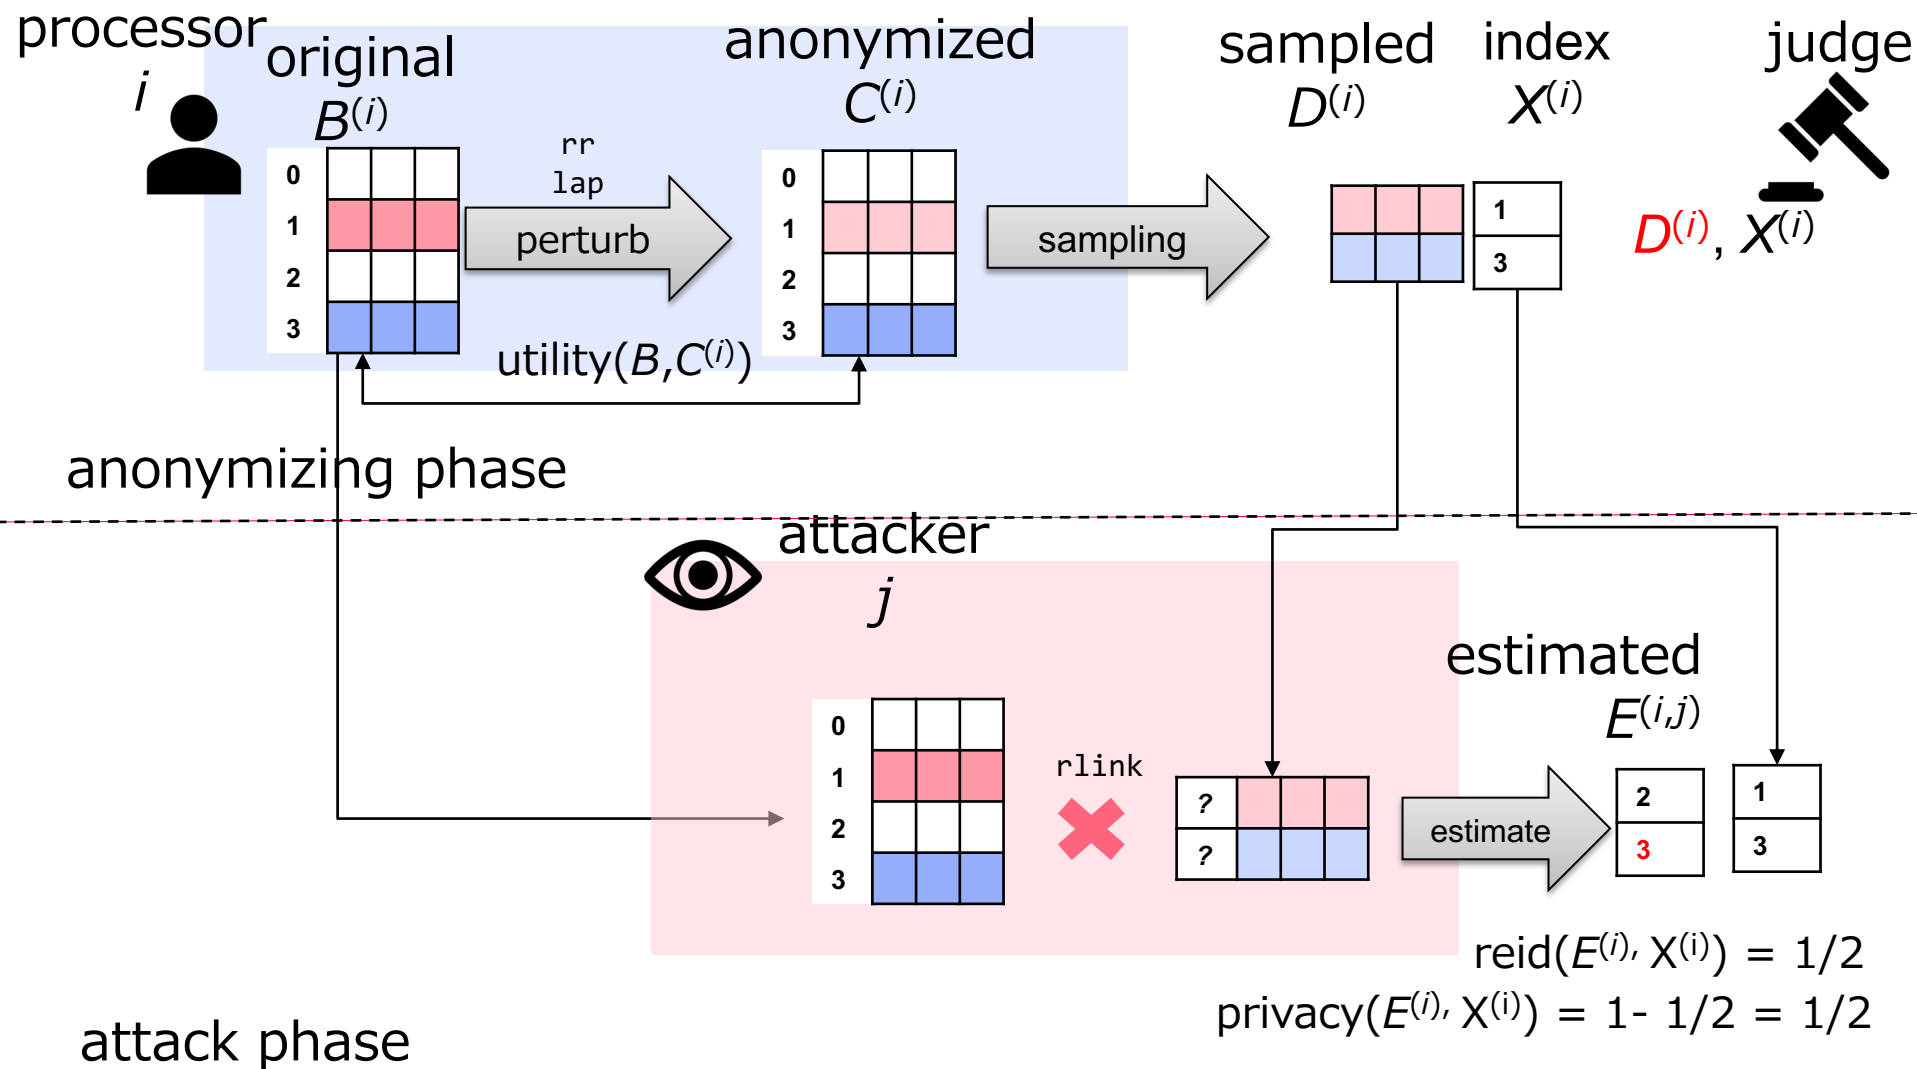 processor
i
original
B(i)
anonymized
C(i)
sampled
D(i)
index
X(i)
judge
0
1
2
3
rr
lap
perturb
0
1
2
3
sampling
1
3
D(i), X(i)
utility(B,C(i))
anonymizing phase
attacker
j
0
1
2
3
rlink
?
?
estimate
estimated
E(i,j)
2
3
1
3
reid(E(i), X(i)) = 1/2
privacy(E(i), X(i)) = 1- 1/2 = 1/2
attack phase